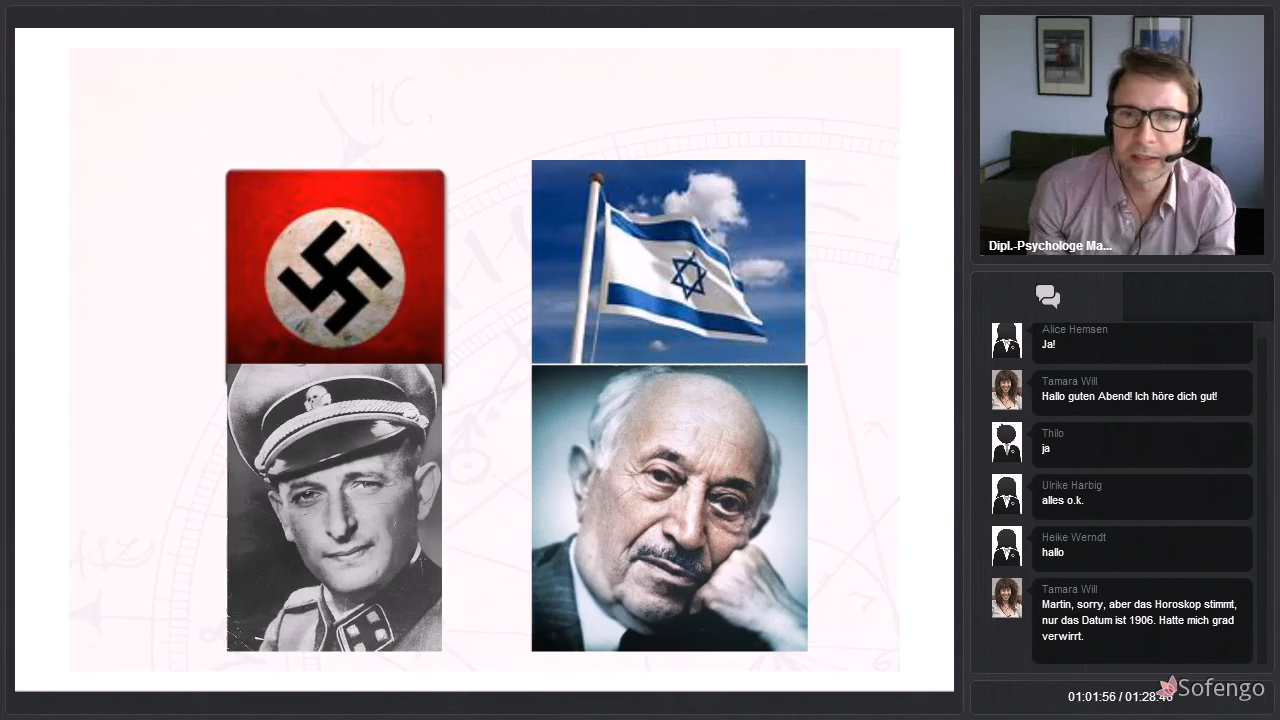 MC.
Dipl.-Psychologe Ma...
Alice Hemsen
Ja!
Tamara Will
Hallo guten Abend! Ich höre dich gut!
Thilo
ja
Ulrike Harbig
alles o.k.
Heike Werndt
hallo
Tamara Will
Martin, sorry, aber das Horoskop stimmt,
nur das Datum ist 1906. Hatte mich grad
verwirrt.
01:01:56 / 01:28:46
Sofengo